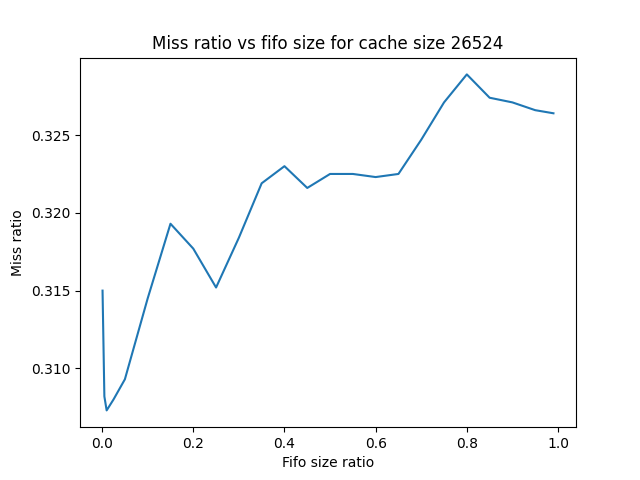 Miss ratio vs fifo size for cache size 26524
0.325
0.320
0.315
0.310
Miss ratio
0.0 0.2 0.4 0.6 0.8 1.0
Fifo size ratio